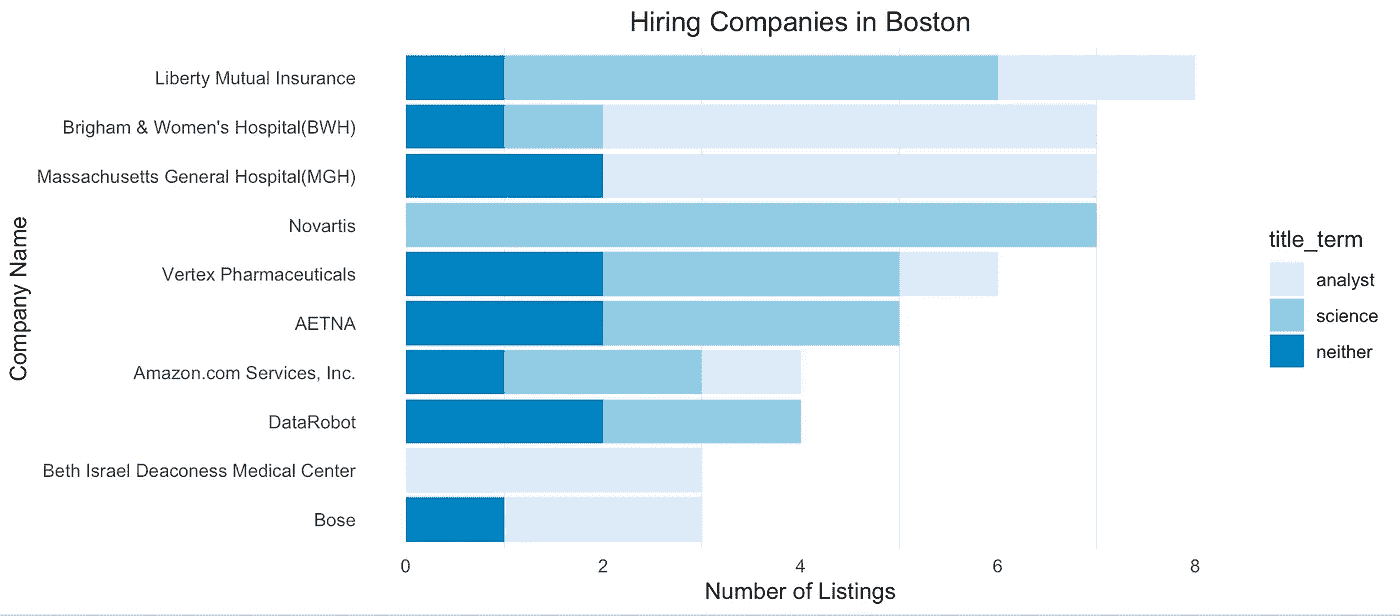 Hiring Companies in Boston
Company Name
Liberty Mutual Insurance
Brigham & Women's Hospital(BWH)
Massachusetts General Hospital(MGH)
Novartis
Vertex Pharmaceuticals
AETNA
Amazon.com Services, Inc.
DataRobot
Beth Israel Deaconess Medical Center
Bose
0 2 4 6 8
Number of Listings
title_term
analyst
science
neither